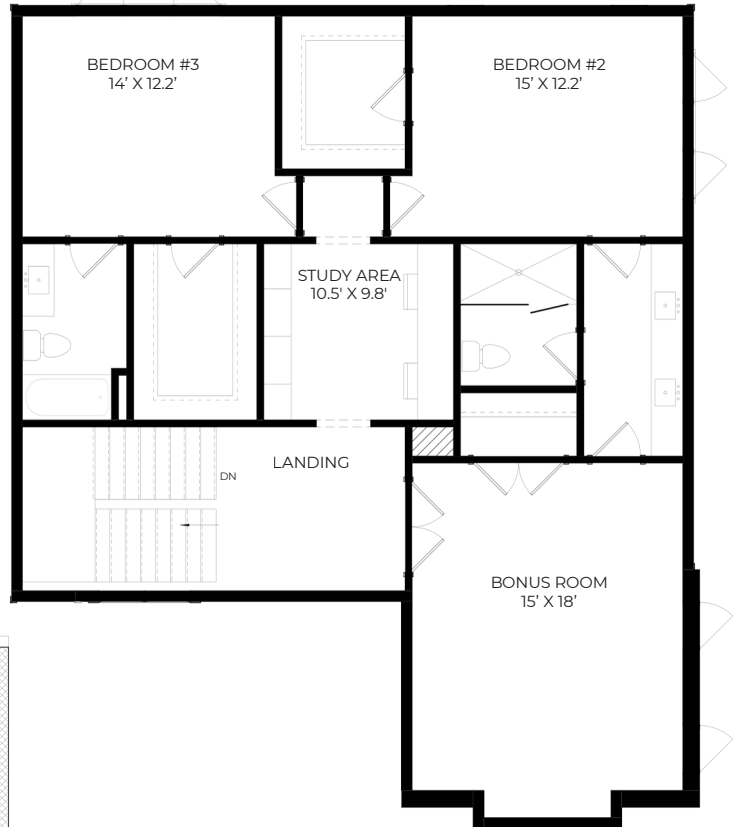 BEDROOM #3
14’ X 12.2’
BEDROOM #2
15’ X 12.2’
STUDY AREA
10.5' X 9.8'
LANDING
DN
BONUS ROOM
15’ X 18’